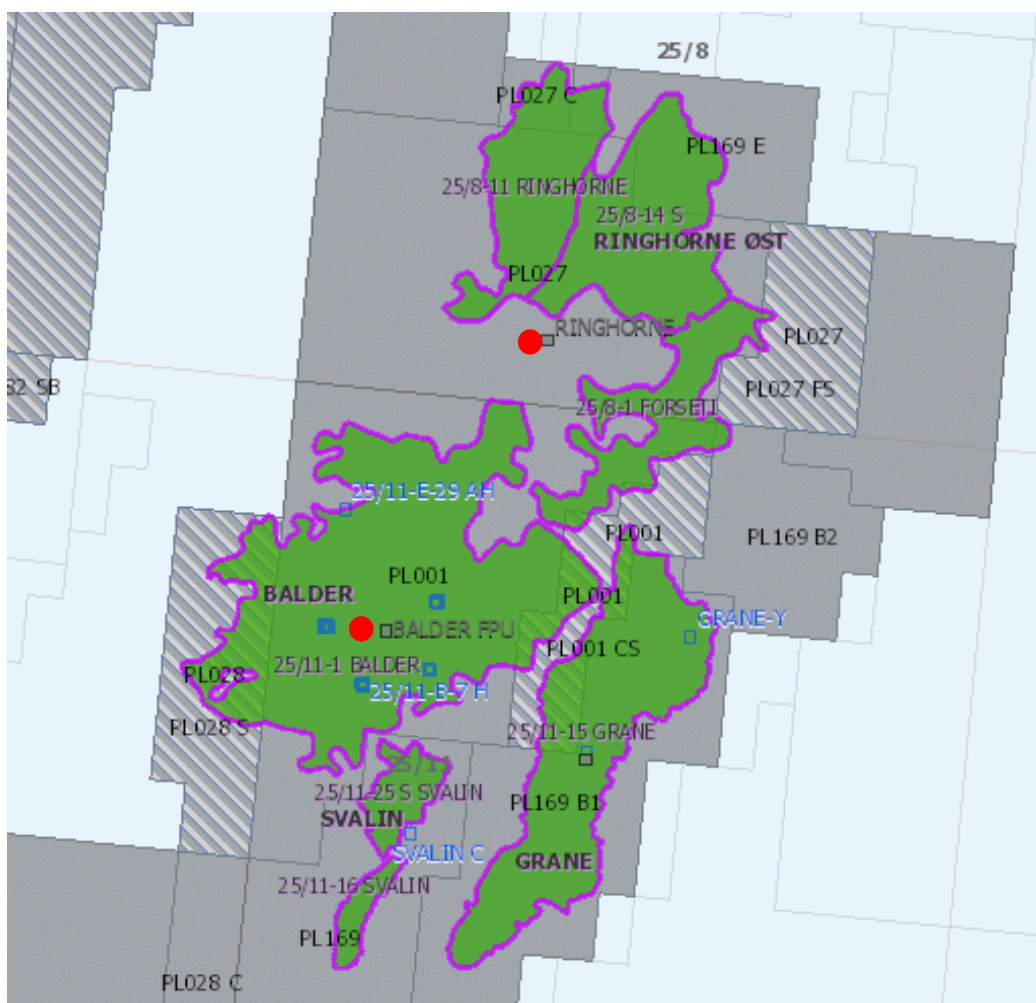 25/8
PL027 C
PL169 E
25/8-11 RINGHORNE
25/8-14 S
RINGHORNE ØST
PL027
RINGHORNE
PL027
82 SB
PL027 FS
25/8-1 FORSETI
25/11-E-29 AH
PL001
PL169 B2
PL001
BALDER
PL001
GRANE-Y
BALDER FPU
PL001 CS
25/11-1 BALDER
PL028
25/11-B-7 H
PL028 S
25/11-15 GRANE
25/11
25/11-25 S SVALIN
PL169 B1
SVALIN
SVALIN C
GRANE
25/11-16 SVALIN
PL169
PL028 C